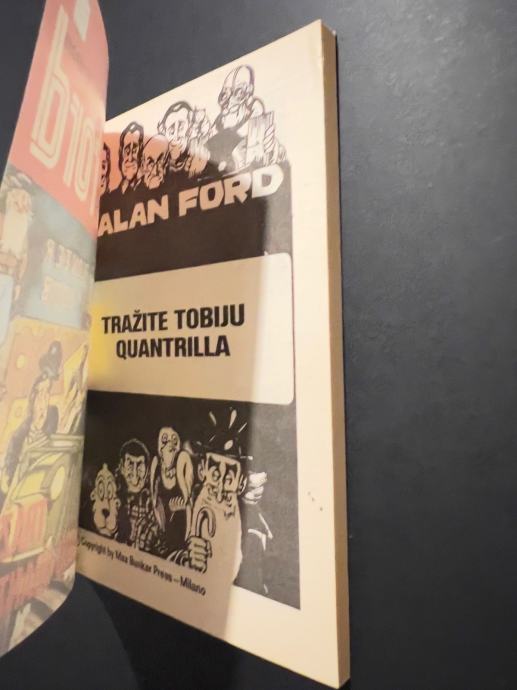 ALAN FORD
TRAŽITE TOBIJU
QUANTRILLA
Copyright by Max Bunker Press — Milano